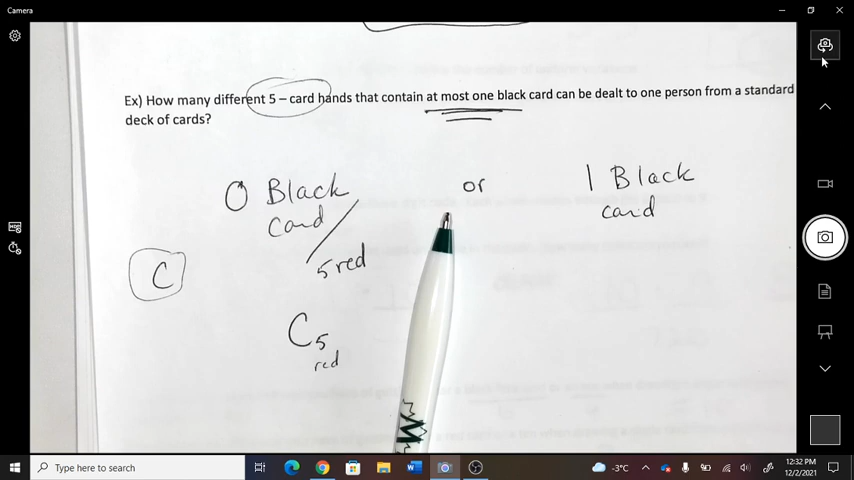 Camera
Ex) How many different 5 – card hands that contain at most one black card can be dealt to one person from a standard
deck of cards?
0 Black
card
or
1 Black
card
5 red
C
C5
red
Type here to search
-3°C
12:32 PM
12/2/2021